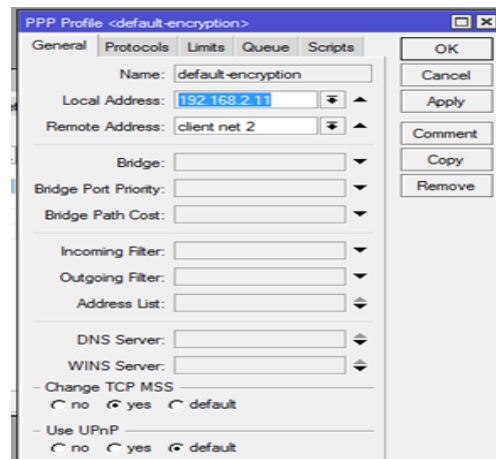 PPP Profile <default-encryption>
General Protocols Limits Queue Scripts
OK
Name: default-encryption
Cancel
Local Address: 192.168.2.11
Apply
Remote Address: client net 2
Comment
Bridge:
Copy
Bridge Port Priority:
Remove
Bridge Path Cost:
Incoming Filter:
Outgoing Filter:
Address List:
DNS Server:
WINS Server:
Change TCP MSS
no yes default
Use UPnP
no yes default